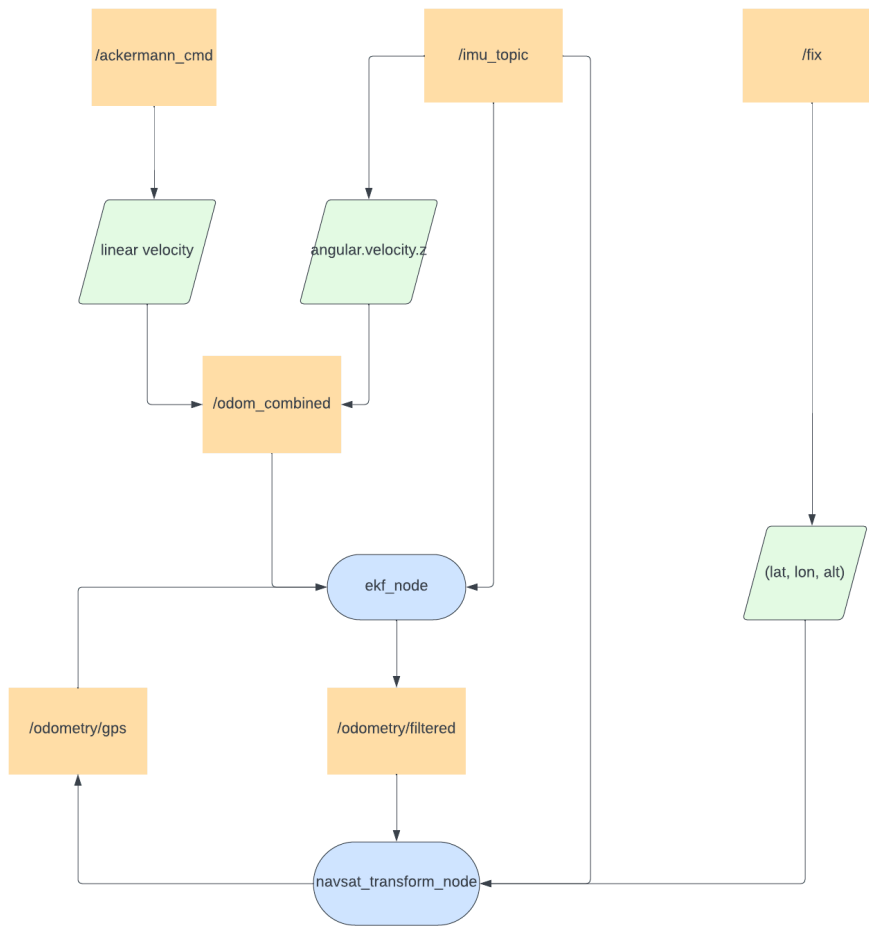 /ackermann_cmd
/imu_topic
/fix
linear velocity
angular.velocity.z
/odom_combined
(lat, lon, alt)
ekf_node
/odometry/gps
/odometry/filtered
navsat_transform_node